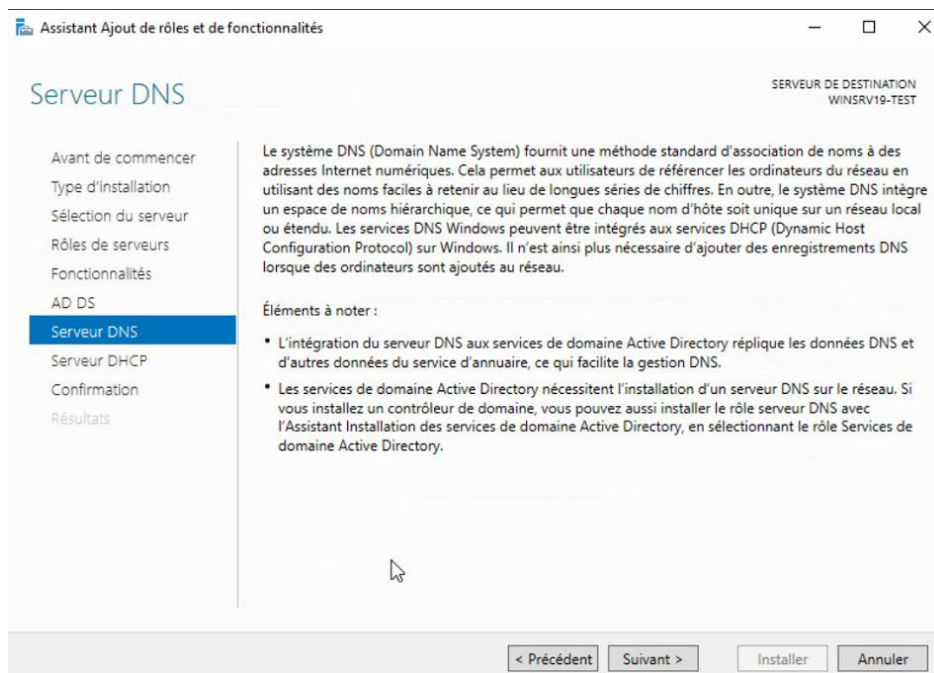 Assistant Ajout de rôles et de fonctionnalités
Serveur DNS
SERVEUR DE DESTINATION
WINSRV19-TEST
Avant de commencer
Type d'installation
Sélection du serveur
Rôles de serveurs
Fonctionnalités
AD DS
Serveur DNS
Serveur DHCP
Confirmation
Résultats
Le système DNS (Domain Name System) fournit une méthode standard d'association de noms à des
adresses Internet numériques. Cela permet aux utilisateurs de référencer les ordinateurs du réseau en
utilisant des noms faciles à retenir au lieu de longues séries de chiffres. En outre, le système DNS intègre
un espace de noms hiérarchique, ce qui permet que chaque nom d'hôte soit unique sur un réseau local
ou étendu. Les services DNS Windows peuvent être intégrés aux services DHCP (Dynamic Host
Configuration Protocol) sur Windows. Il n'est ainsi plus nécessaire d'ajouter des enregistrements DNS
lorsque des ordinateurs sont ajoutés au réseau.
Éléments à noter :
• L'intégration du serveur DNS aux services de domaine Active Directory réplique les données DNS et
d'autres données du service d'annuaire, ce qui facilite la gestion DNS.
• Les services de domaine Active Directory nécessitent l'installation d'un serveur DNS sur le réseau. Si
vous installez un contrôleur de domaine, vous pouvez aussi installer le rôle serveur DNS avec
l'Assistant Installation des services de domaine Active Directory, en sélectionnant le rôle Services de
domaine Active Directory.
< Précédent
Suivant >
Installer
Annuler